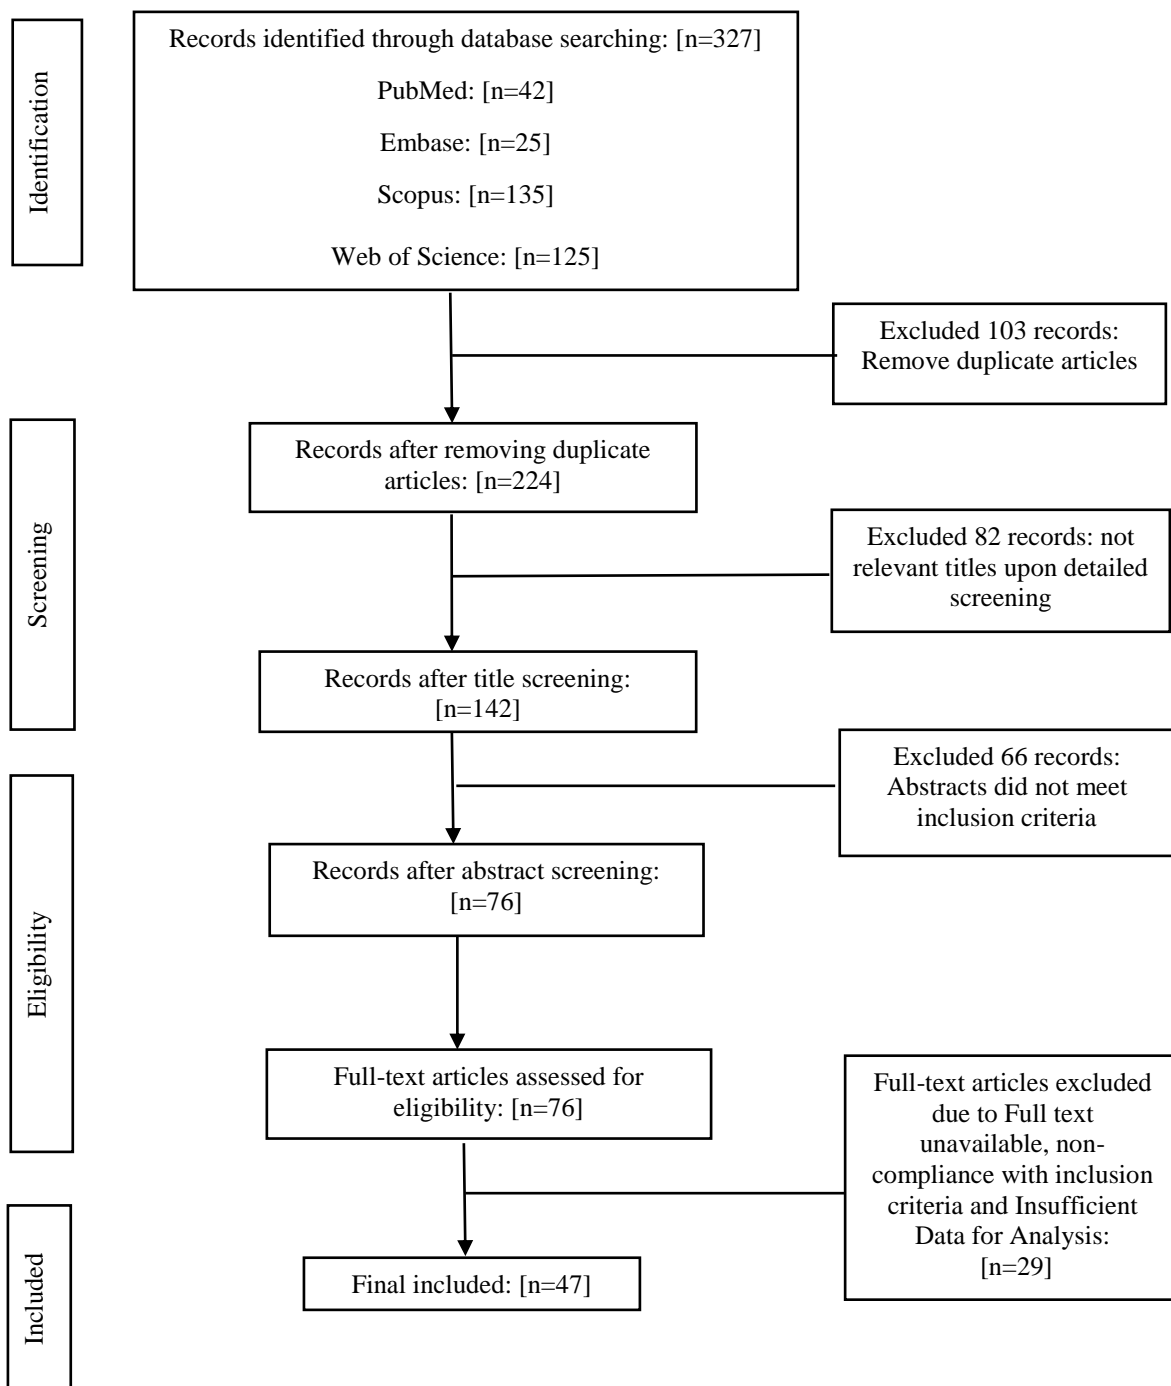 Identification
Records identified through database searching: [n=327]
PubMed: [n=42]
Embase: [n=25]
Scopus: [n=135]
Web of Science: [n=125]
Excluded 103 records:
Remove duplicate articles
Screening
Records after removing duplicate
articles: [n=224]
Excluded 82 records: not
relevant titles upon detailed
screening
Records after title screening:
[n=142]
Excluded 66 records:
Abstracts did not meet
inclusion criteria
Eligibility
Records after abstract screening:
[n=76]
Full-text articles assessed for
eligibility: [n=76]
Full-text articles excluded
due to Full text
unavailable, non-
compliance with inclusion
criteria and Insufficient
Data for Analysis:
[n=29]
Included
Final included: [n=47]